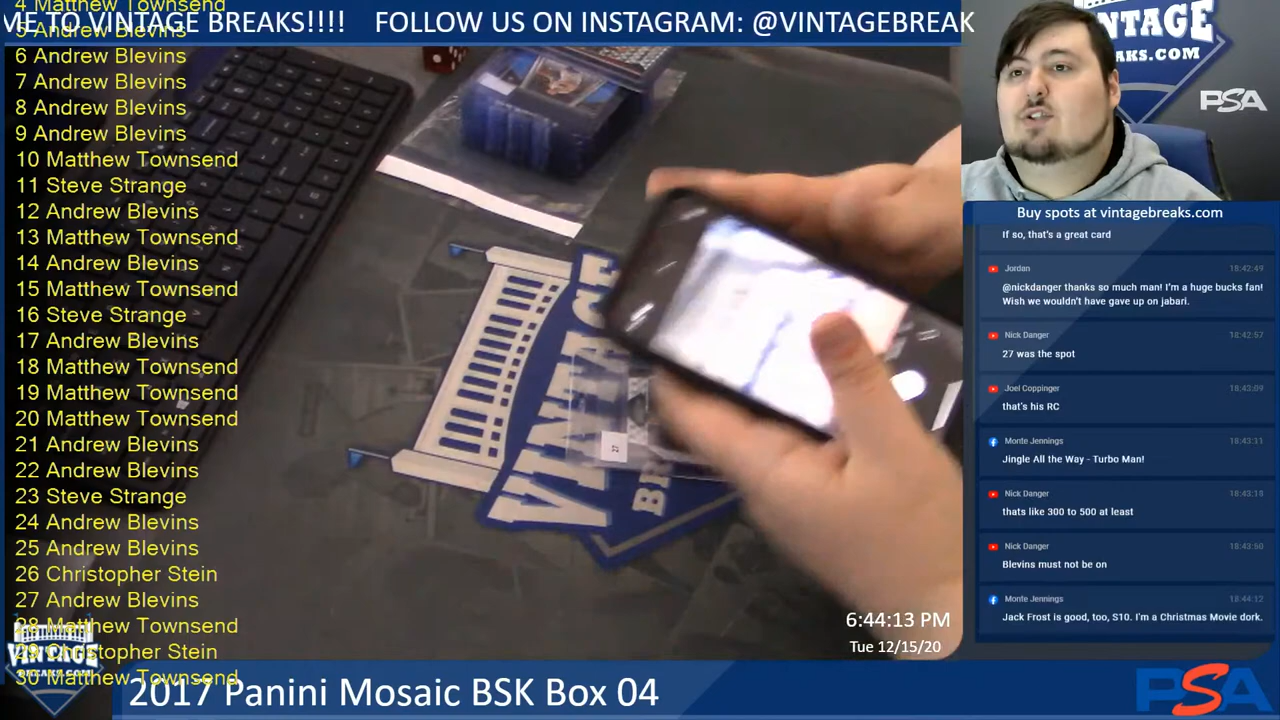 4 Matthew Townsend
ME TO VINTAGE BREAKS!!!! FOLLOW US ON INSTAGRAM: @VINTAGEBREAK
5 Andrew Blevins
6 Andrew Blevins
7 Andrew Blevins
8 Andrew Blevins
9 Andrew Blevins
10 Matthew Townsend
11 Steve Strange
12 Andrew Blevins
13 Matthew Townsend
14 Andrew Blevins
15 Matthew Townsend
16 Steve Strange
17 Andrew Blevins
18 Matthew Townsend
19 Matthew Townsend
20 Matthew Townsend
21 Andrew Blevins
22 Andrew Blevins
23 Steve Strange
24 Andrew Blevins
25 Andrew Blevins
26 Christopher Stein
27 Andrew Blevins
28 Matthew Townsend
29 Christopher Stein
30 Matthew Townsend
VINTAGE
BREAKS.COM
VINTAGE
BR
27
VINTAGE
KS.COM
PSA
Buy spots at vintagebreaks.com
If so, that's a great card
Jordan 18:42:49
@nickdanger thanks so much man! I'm a huge bucks fan!
Wish we wouldn't have gave up on jabari.
Nick Danger 18:42:57
27 was the spot
Joel Coppinger 18:43:09
that's his RC
Monte Jennings 18:43:11
Jingle All the Way - Turbo Man!
Nick Danger 18:43:18
thats like 300 to 500 at least
Nick Danger 18:43:50
Blevins must not be on
Monte Jennings 18:44:12
Jack Frost is good, too, S10. I'm a Christmas Movie dork.
6:44:13 PM
Tue 12/15/20
2017 Panini Mosaic BSK Box 04
PSA